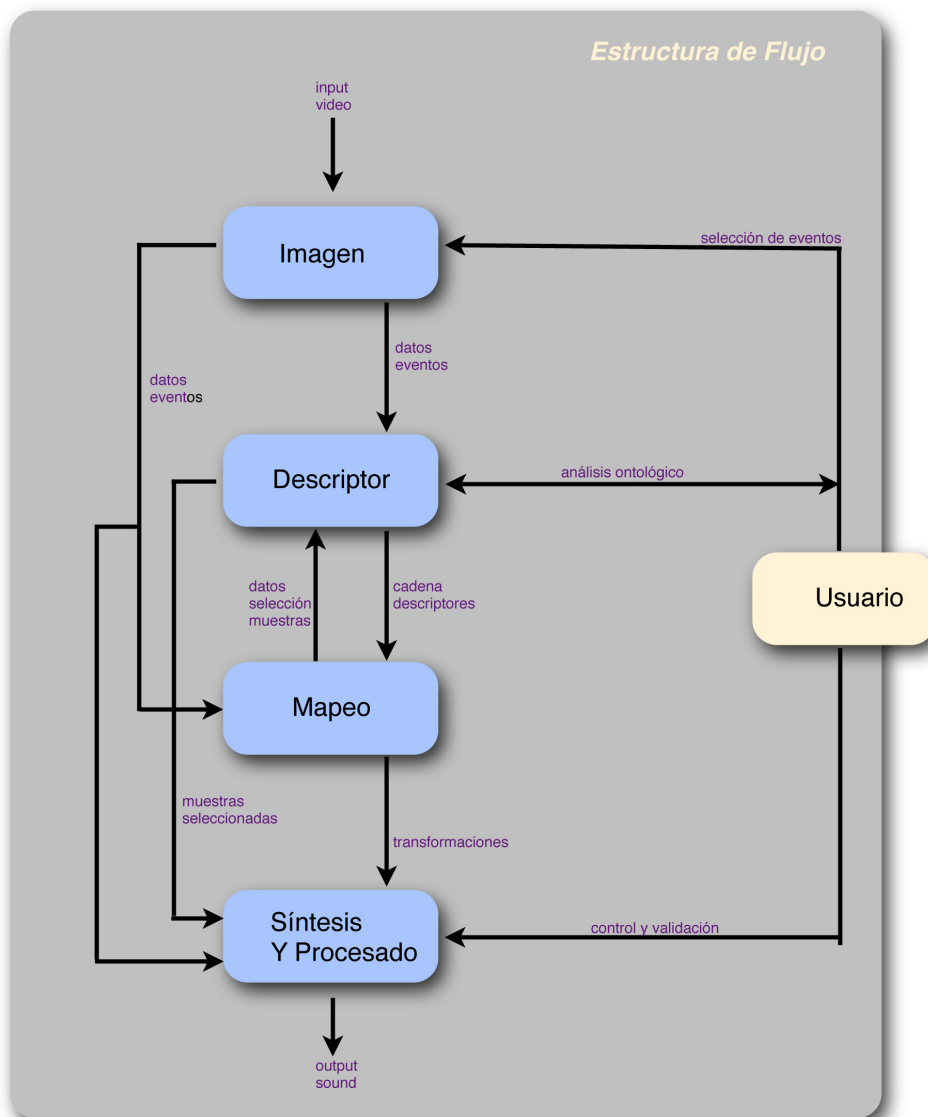 Estructura de Flujo
input
video
Imagen
selección de eventos
datos
eventos
datos
eventos
Descriptor
análisis ontológico
datos
selección
muestras
cadena
descriptores
Usuario
Mapeo
muestras
seleccionadas
transformaciones
Síntesis
Y Procesado
control y validación
output
sound